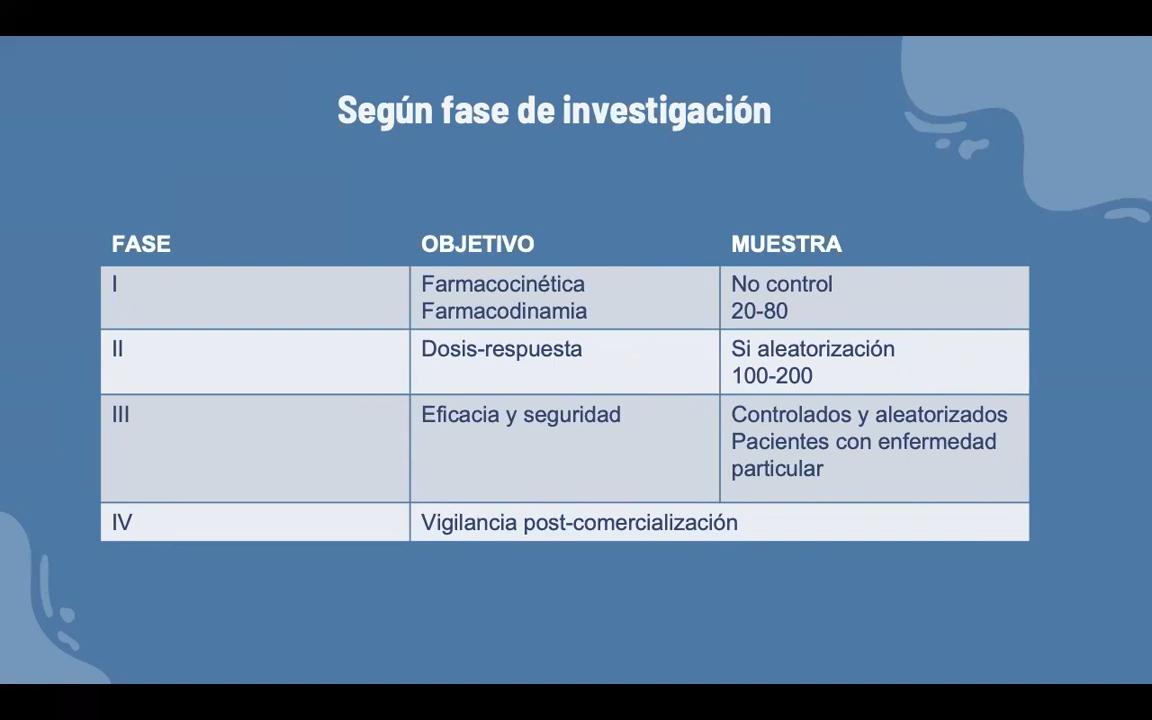 Según fase de investigación
FASE OBJETIVO MUESTRA
I Farmacocinética No control
Farmacodinamia 20-80
II Dosis-respuesta Si aleatorización
100-200
III Eficacia y seguridad Controlados y aleatorizados
Pacientes con enfermedad
particular
IV Vigilancia post-comercialización